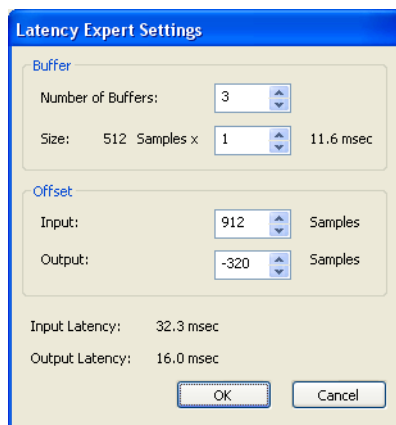 Latency Expert Settings
Buffer
Number of Buffers: 3
Size: 512 Samples x 1 11.6 msec
Offset
Input: 912 Samples
Output: -320 Samples
Input Latency: 32.3 msec
Output Latency: 16.0 msec
OK Cancel